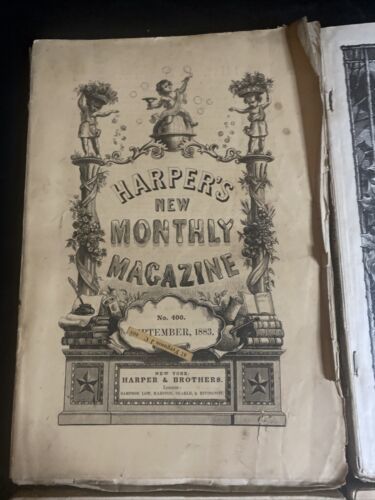 HARPER'S
NEW
MONTHLY
MAGAZINE
No. 400.
SEPTEMBER, 1883.
NEW YORK:
HARPER & BROTHERS.
London:
SAMPSON LOW, MARSTON, SEARLE, & RIVINGTON.